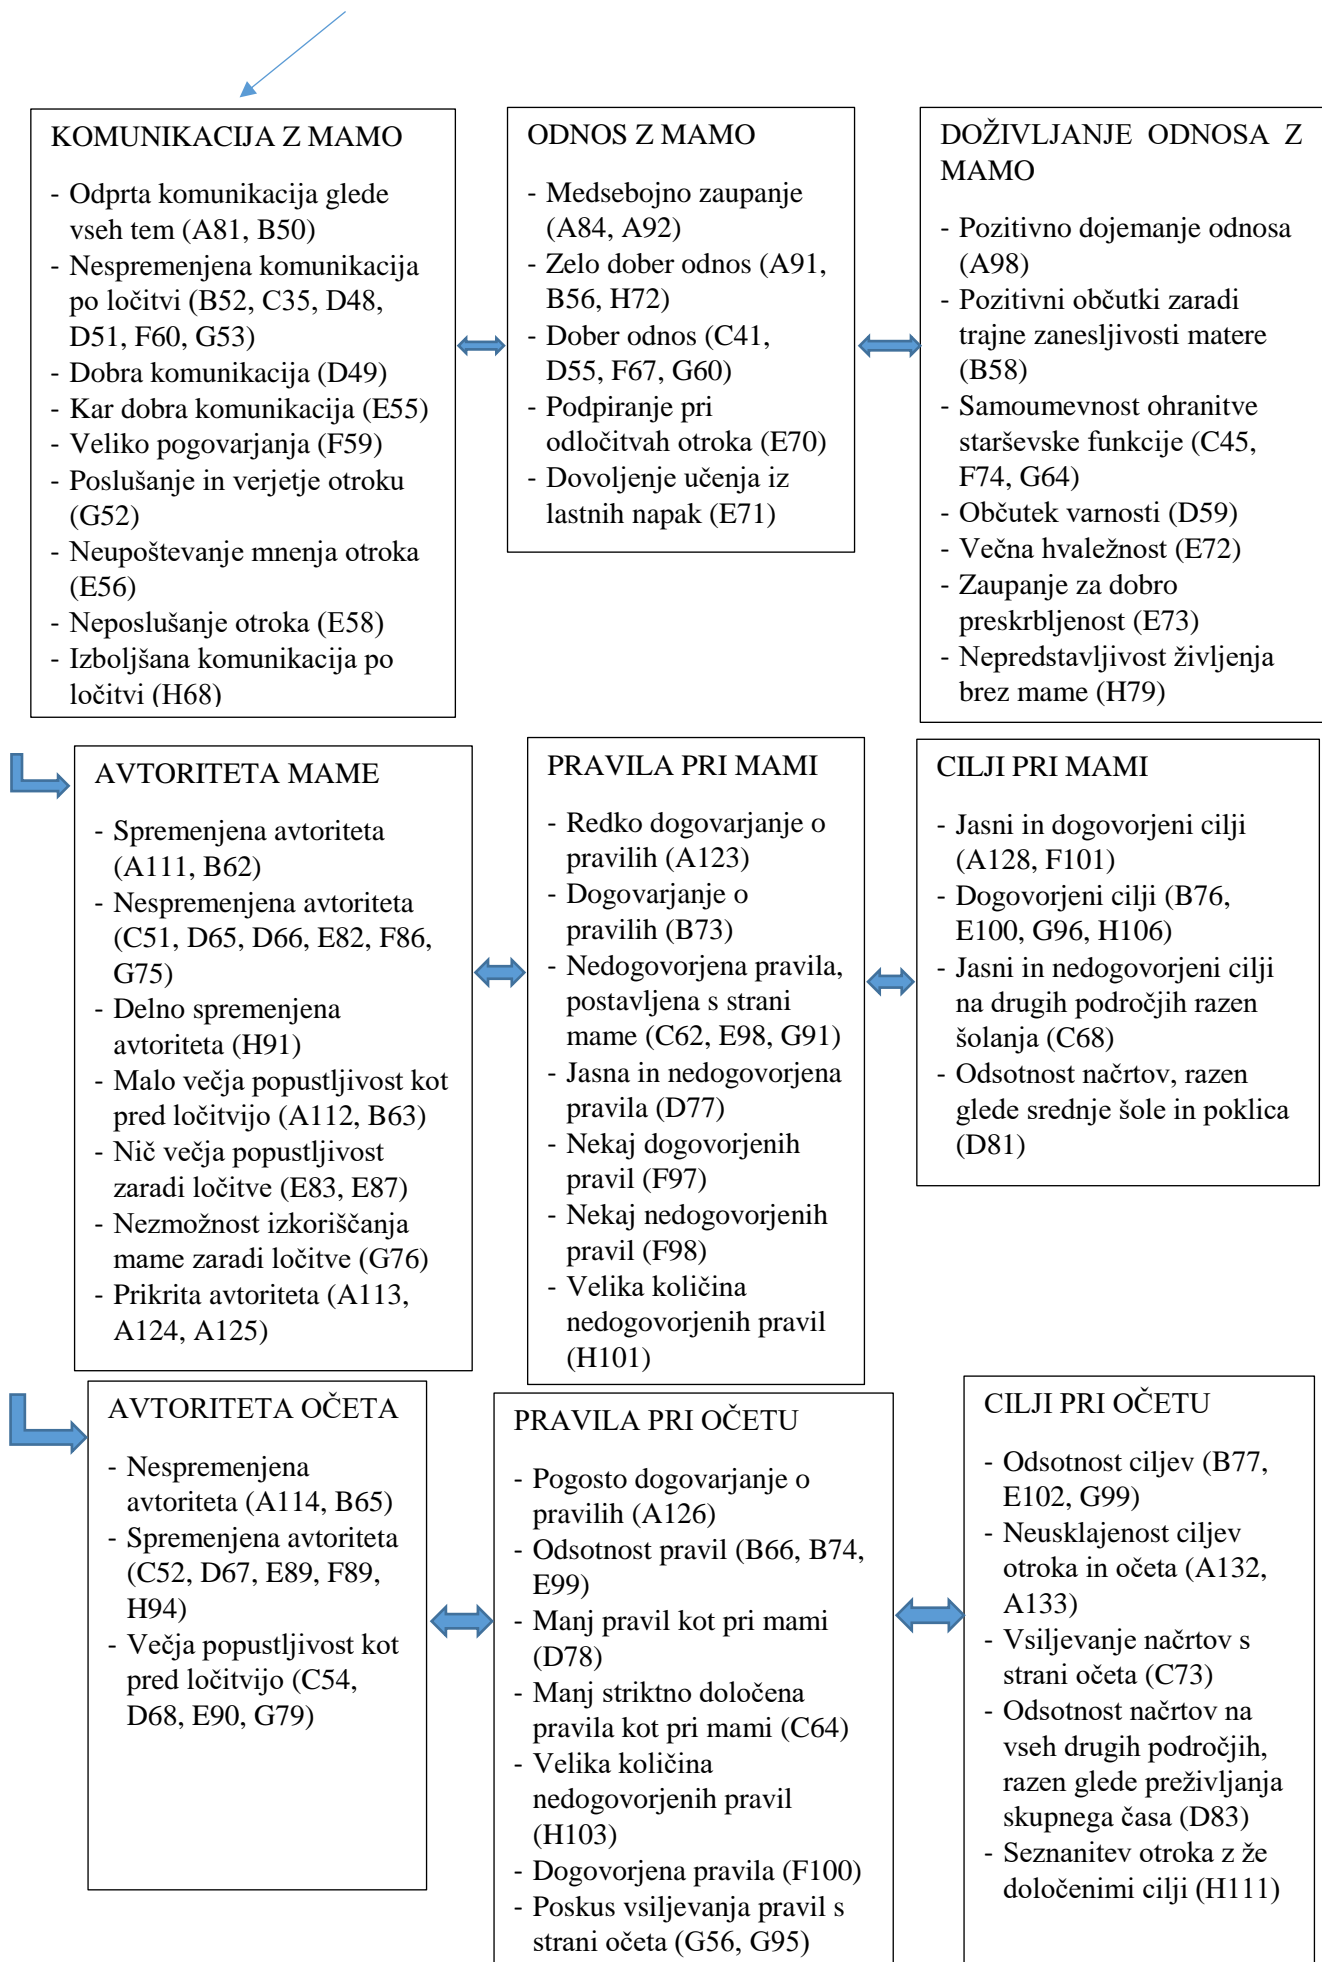 KOMUNIKACIJA Z MAMO
- Odprta komunikacija glede
vseh tem (A81, B50)
- Nespremenjena komunikacija
po ločitvi (B52, C35, D48,
D51, F60, G53)
- Dobra komunikacija (D49)
- Kar dobra komunikacija (E55)
- Veliko pogovarjanja (F59)
- Poslušanje in verjetje otroku
(G52)
- Neupoštevanje mnenja otroka
(E56)
- Neposlušanje otroka (E58)
- Izboljšana komunikacija po
ločitvi (H68)
ODNOS Z MAMO
- Medsebojno zaupanje
(A84, A92)
- Zelo dober odnos (A91,
B56, H72)
- Dober odnos (C41,
D55, F67, G60)
- Podpiranje pri
odločitvah otroka (E70)
- Dovoljenje učenja iz
lastnih napak (E71)
DOŽIVLJANJE ODNOSA Z
MAMO
- Pozitivno dojemanje odnosa
(A98)
- Pozitivni občutki zaradi
trajne zanesljivosti matere
(B58)
- Samoumevnost ohranitve
starševske funkcije (C45,
F74, G64)
- Občutek varnosti (D59)
- Večna hvaležnost (E72)
- Zaupanje za dobro
preskrbljenost (E73)
- Nepredstavljivost življenja
brez mame (H79)
AVTORITETA MAME
- Spremenjena avtoriteta
(A111, B62)
- Nespremenjena avtoriteta
(C51, D65, D66, E82, F86,
G75)
- Delno spremenjena
avtoriteta (H91)
- Malo večja popustljivost kot
pred ločitvijo (A112, B63)
- Nič večja popustljivost
zaradi ločitve (E83, E87)
- Nezmožnost izkoriščanja
mame zaradi ločitve (G76)
- Prikrita avtoriteta (A113,
A124, A125)
PRAVILA PRI MAMI
- Redko dogovarjanje o
pravilih (A123)
- Dogovarjanje o
pravilih (B73)
- Nedogovorjena pravila,
postavljena s strani
mame (C62, E98, G91)
- Jasna in nedogovorjena
pravila (D77)
- Nekaj dogovorjenih
pravil (F97)
- Nekaj nedogovorjenih
pravil (F98)
- Velika količina
nedogovorjenih pravil
(H101)
CILJI PRI MAMI
- Jasni in dogovorjeni cilji
(A128, F101)
- Dogovorjeni cilji (B76,
E100, G96, H106)
- Jasni in nedogovorjeni cilji
na drugih področjih razen
šolanja (C68)
- Odsotnost načrtov, razen
glede srednje šole in poklica
(D81)
AVTORITETA OČETA
- Nespremenjena
avtoriteta (A114, B65)
- Spremenjena avtoriteta
(C52, D67, E89, F89,
H94)
- Večja popustljivost kot
pred ločitvijo (C54,
D68, E90, G79)
PRAVILA PRI OČETU
- Pogosto dogovarjanje o
pravilih (A126)
- Odsotnost pravil (B66, B74,
E99)
- Manj pravil kot pri mami
(D78)
- Manj striktno določena
pravila kot pri mami (C64)
- Velika količina
nedogovorjenih pravil
(H103)
- Dogovorjena pravila (F100)
- Poskus vsiljevanja pravil s
strani očeta (G56, G95)
CILJI PRI OČETU
- Odsotnost ciljev (B77,
E102, G99)
- Neusklajenost ciljev
otroka in očeta (A132,
A133)
- Vsiljevanje načrtov s
strani očeta (C73)
- Odsotnost načrtov na
vseh drugih področjih,
razen glede preživljanja
skupnega časa (D83)
- Seznanitev otroka z že
določenimi cilji (H111)